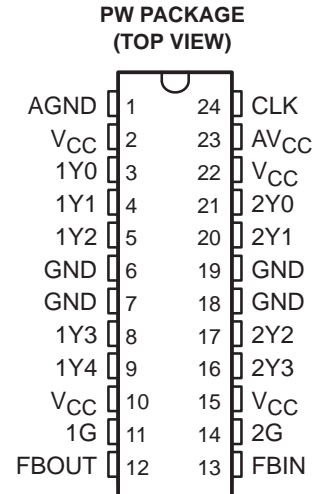 PW PACKAGE
(TOP VIEW)
AGND 1 24 CLK
VCC 2 23 AVCC
1Y0 3 22 VCC
1Y1 4 21 2Y0
1Y2 5 20 2Y1
GND 6 19 GND
GND 7 18 GND
1Y3 8 17 2Y2
1Y4 9 16 2Y3
VCC 10 15 VCC
1G 11 14 2G
FBOUT 12 13 FBIN